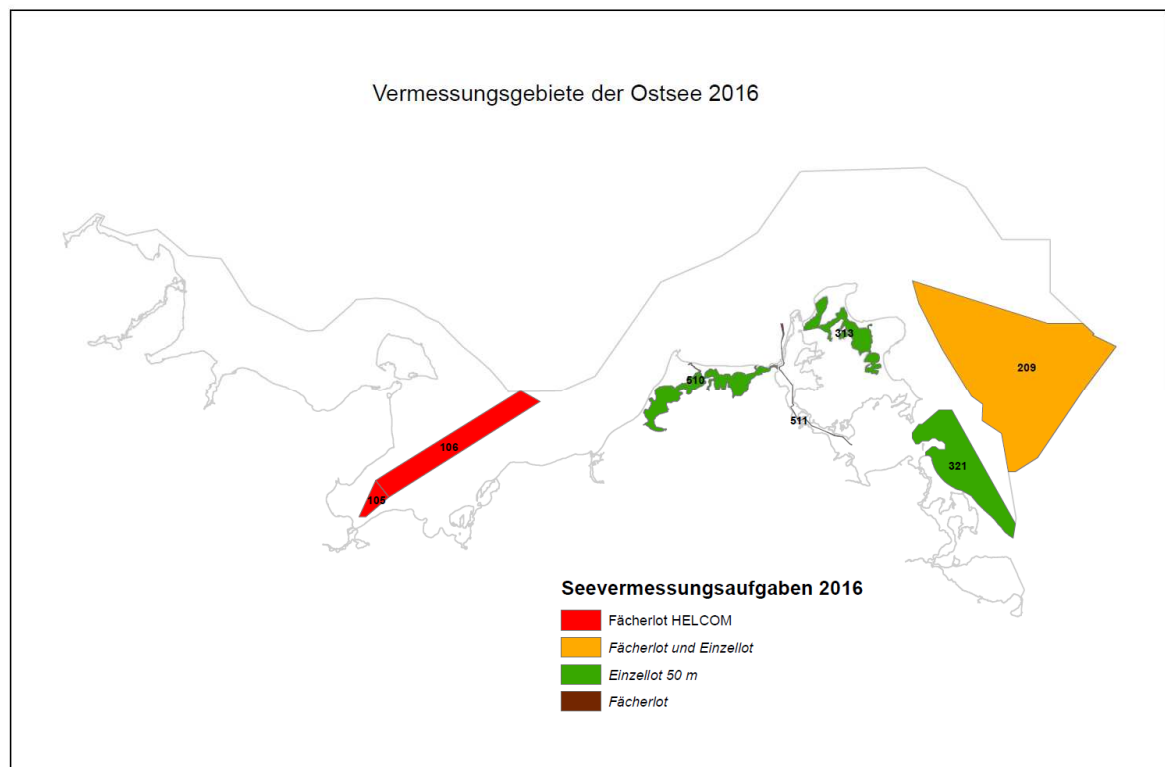 Vermessungsgebiete der Ostsee 2016
313
209
510
511
106
321
105
Seevermessungsaufgaben 2016
Fächerlot HELCOM
Fächerlot und Einzellot
Einzellot 50 m
Fächerlot